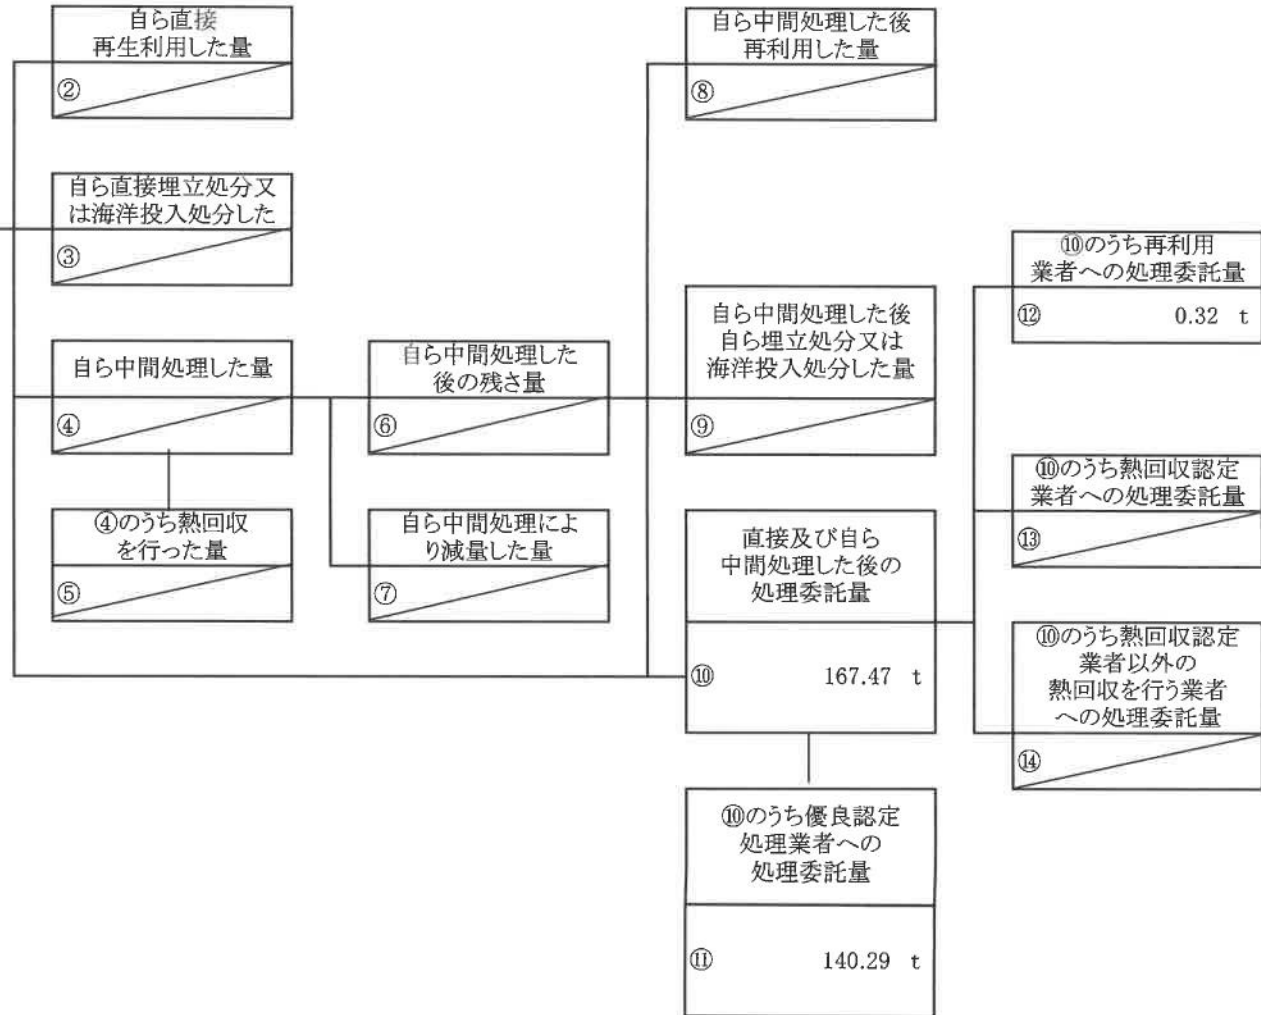 自ら直接
再生利用した量
②
自ら直接埋立処分又
は海洋投入処分した
③
自ら中間処理した量
④
④のうち熱回収
を行った量
⑤
自ら中間処理した
後の残さ量
⑥
自ら中間処理によ
り減量した量
⑦
自ら中間処理した後
再利用した量
⑧
自ら中間処理した後
自ら埋立処分又は
海洋投入処分した量
⑨
直接及び自ら
中間処理した後の
処理委託量
⑩ 167.47 t
⑩のうち優良認定
処理業者への
処理委託量
⑪ 140.29 t
⑩のうち再利用
業者への処理委託量
⑫ 0.32 t
⑩のうち熱回収認定
業者への処理委託量
⑬
⑩のうち熱回収認定
業者以外の
熱回収を行う業者
への処理委託量
⑭